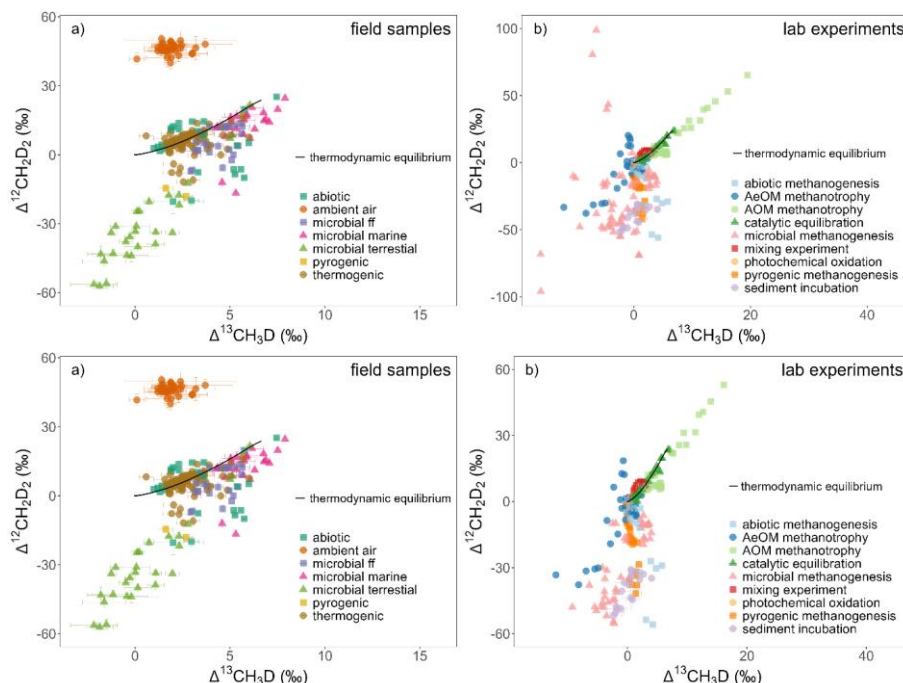 a) field samples
60
30
0
-30
-60
Δ¹²CH₂D₂ (‰)
thermodynamic equilibrium
abiotic
ambient air
microbial ff
microbial marine
microbial terrestial
pyrogenic
thermogenic
0 5 10 15
Δ¹³CH₃D (‰)
b) lab experiments
100
50
0
-50
-100
Δ¹²CH₂D₂ (‰)
thermodynamic equilibrium
abiotic methanogenesis
AeOM methanotrophy
AOM methanotrophy
catalytic equilibration
microbial methanogenesis
mixing experiment
photochemical oxidation
pyrogenic methanogenesis
sediment incubation
0 20 40
Δ¹³CH₃D (‰)
a) field samples
60
30
0
-30
-60
Δ¹²CH₂D₂ (‰)
thermodynamic equilibrium
abiotic
ambient air
microbial ff
microbial marine
microbial terrestial
pyrogenic
thermogenic
0 5 10 15
Δ¹³CH₃D (‰)
b) lab experiments
60
30
0
-30
-60
Δ¹²CH₂D₂ (‰)
thermodynamic equilibrium
abiotic methanogenesis
AeOM methanotrophy
AOM methanotrophy
catalytic equilibration
microbial methanogenesis
mixing experiment
photochemical oxidation
pyrogenic methanogenesis
sediment incubation
0 20 40
Δ¹³CH₃D (‰)